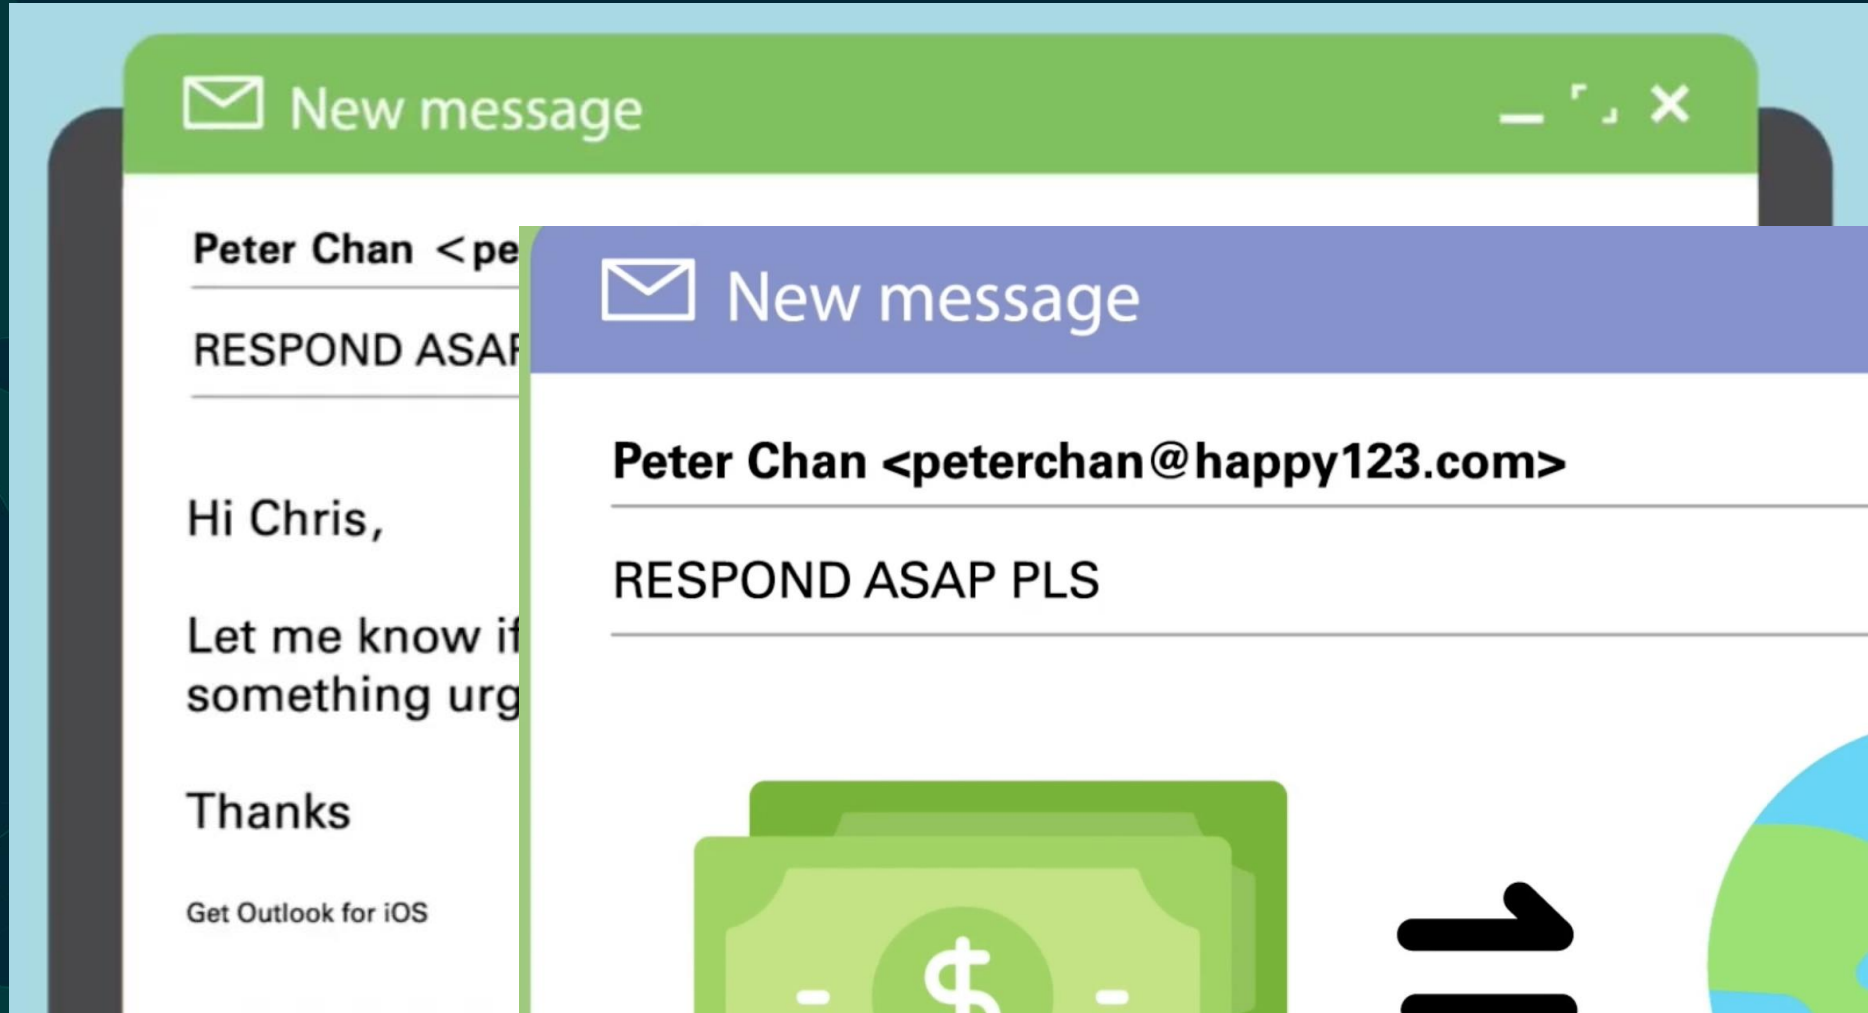 New message
Peter Chan <pe
RESPOND ASAP
Hi Chris,
Let me know if
something urg
Thanks
Get Outlook for iOS
New message
Peter Chan <peterchan@happy123.com>
RESPOND ASAP PLS
$